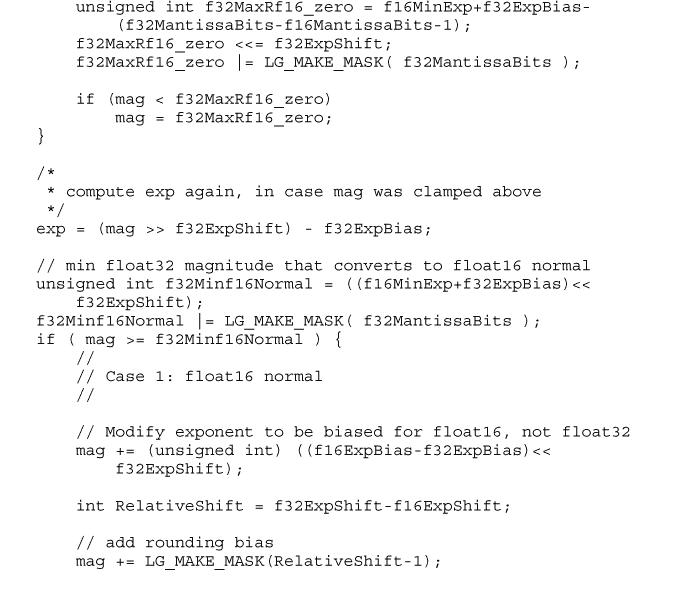 unsigned int f32MaxRf16_zero = f16MinExp+f32ExpBias-
(f32MantissaBits-f16MantissaBits-1);
f32MaxRf16_zero <<= f32ExpShift;
f32MaxRf16_zero |= LG_MAKE_MASK( f32MantissaBits );
if (mag < f32MaxRf16_zero)
mag = f32MaxRf16_zero;
}
/*
* compute exp again, in case mag was clamped above
*/
exp = (mag >> f32ExpShift) - f32ExpBias;
// min float32 magnitude that converts to float16 normal
unsigned int f32Minf16Normal = ((f16MinExp+f32ExpBias)<<
f32ExpShift);
f32Minf16Normal |= LG_MAKE_MASK( f32MantissaBits );
if ( mag >= f32Minf16Normal ) {
//
// Case 1: float16 normal
//
// Modify exponent to be biased for float16, not float32
mag += (unsigned int) ((f16ExpBias-f32ExpBias)<<
f32ExpShift);
int RelativeShift = f32ExpShift-f16ExpShift;
// add rounding bias
mag += LG_MAKE_MASK(RelativeShift-1);